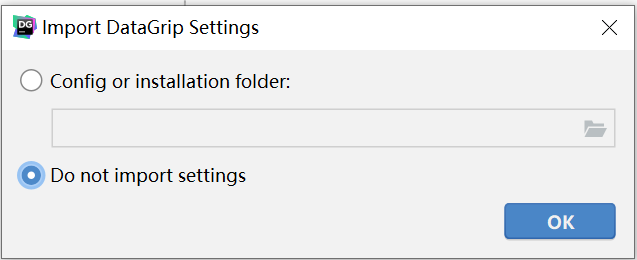 DG
Import DataGrip Settings
Config or installation folder:
Do not import settings
OK